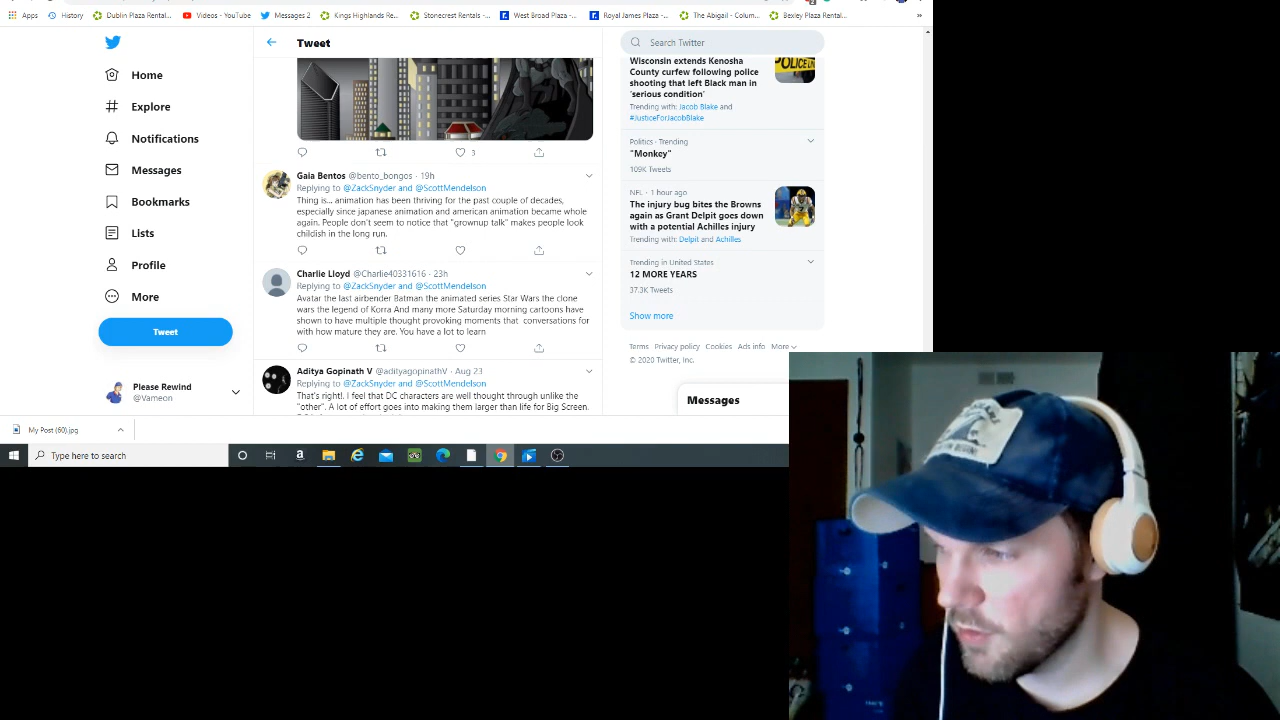 Apps
History
Dublin Plaza Rental...
Videos - YouTube
Messages 2
Kings Highlands Re...
Stonecrest Rentals -...
West Broad Plaza -...
Royal James Plaza -...
The Abigail - Colum...
Bexley Plaza Rental...
»
Home
Explore
Notifications
Messages
Bookmarks
Lists
Profile
More
Tweet
Please Rewind
@Vameon
Tweet
3
Gaia Bentos @bento_bongos · 19h
Replying to @ZackSnyder and @ScottMendelson
Thing is... animation has been thriving for the past couple of decades,
especially since japanese animation and american animation became whole
again. People don't seem to notice that "grownup talk" makes people look
childish in the long run.
Charlie Lloyd @Charlie40331616 · 23h
Replying to @ZackSnyder and @ScottMendelson
Avatar the last airbender Batman the animated series Star Wars the clone
wars the legend of Korra And many more Saturday morning cartoons have
shown to have multiple thought provoking moments that conversations for
with how mature they are. You have a lot to learn
Aditya Gopinath V @adityagopinathV · Aug 23
Replying to @ZackSnyder and @ScottMendelson
That's right!. I feel that DC characters are well thought through unlike the
"other". A lot of effort goes into making them larger than life for Big Screen.
Search Twitter
Wisconsin extends Kenosha
County curfew following police
shooting that left Black man in
'serious condition'
Trending with: Jacob Blake and
#JusticeForJacobBlake
POLICE
Politics · Trending
"Monkey"
109K Tweets
NFL · 1 hour ago
The injury bug bites the Browns
again as Grant Delpit goes down
with a potential Achilles injury
Trending with: Delpit and Achilles
Trending in United States
12 MORE YEARS
37.3K Tweets
Show more
Terms Privacy policy Cookies Ads info More
© 2020 Twitter, Inc.
Messages
My Post (60).jpg
Type here to search